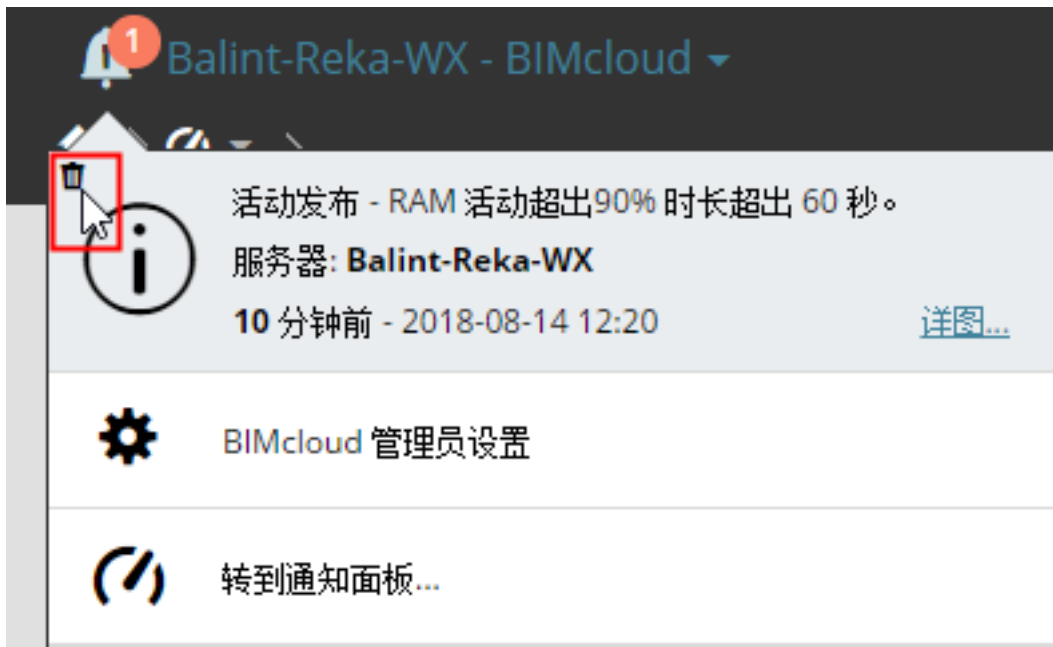 1
Balint-Reka-WX - BIMcloud
活动发布 - RAM 活动超出90% 时长超出 60 秒。
服务器: Balint-Reka-WX
10 分钟前 - 2018-08-14 12:20
详图...
BIMcloud 管理员设置
转到通知面板...